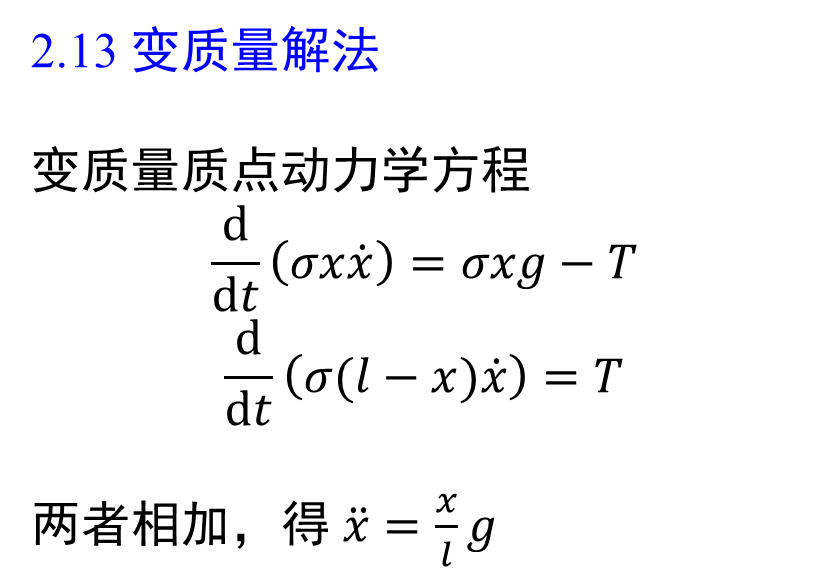 2.13 变质量解法
变质量质点动力学方程
d/dt (σxẋ) = σxg − T
d/dt (σ(l − x)ẋ) = T
两者相加，得 ẍ = x/l g